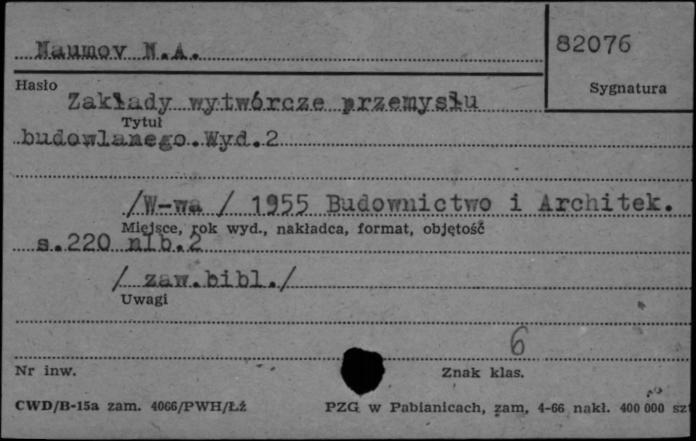 Naumov N.A.
82076
Hasło
Sygnatura
Zakłady wytwórcze przemysłu
Tytuł
budowlanego.Wyd.2
/W-wa / 1955 Budownictwo i Architek.
Miejsce, rok wyd., nakładca, format, objętość
s.220 nlb.2
/ zaw.bibl./
Uwagi
6
Nr inw.
Znak klas.
CWD/B-15a zam. 4066/PWH/Łż
PZG w Pabianicach, zam. 4-66 nakł. 400 000 szt